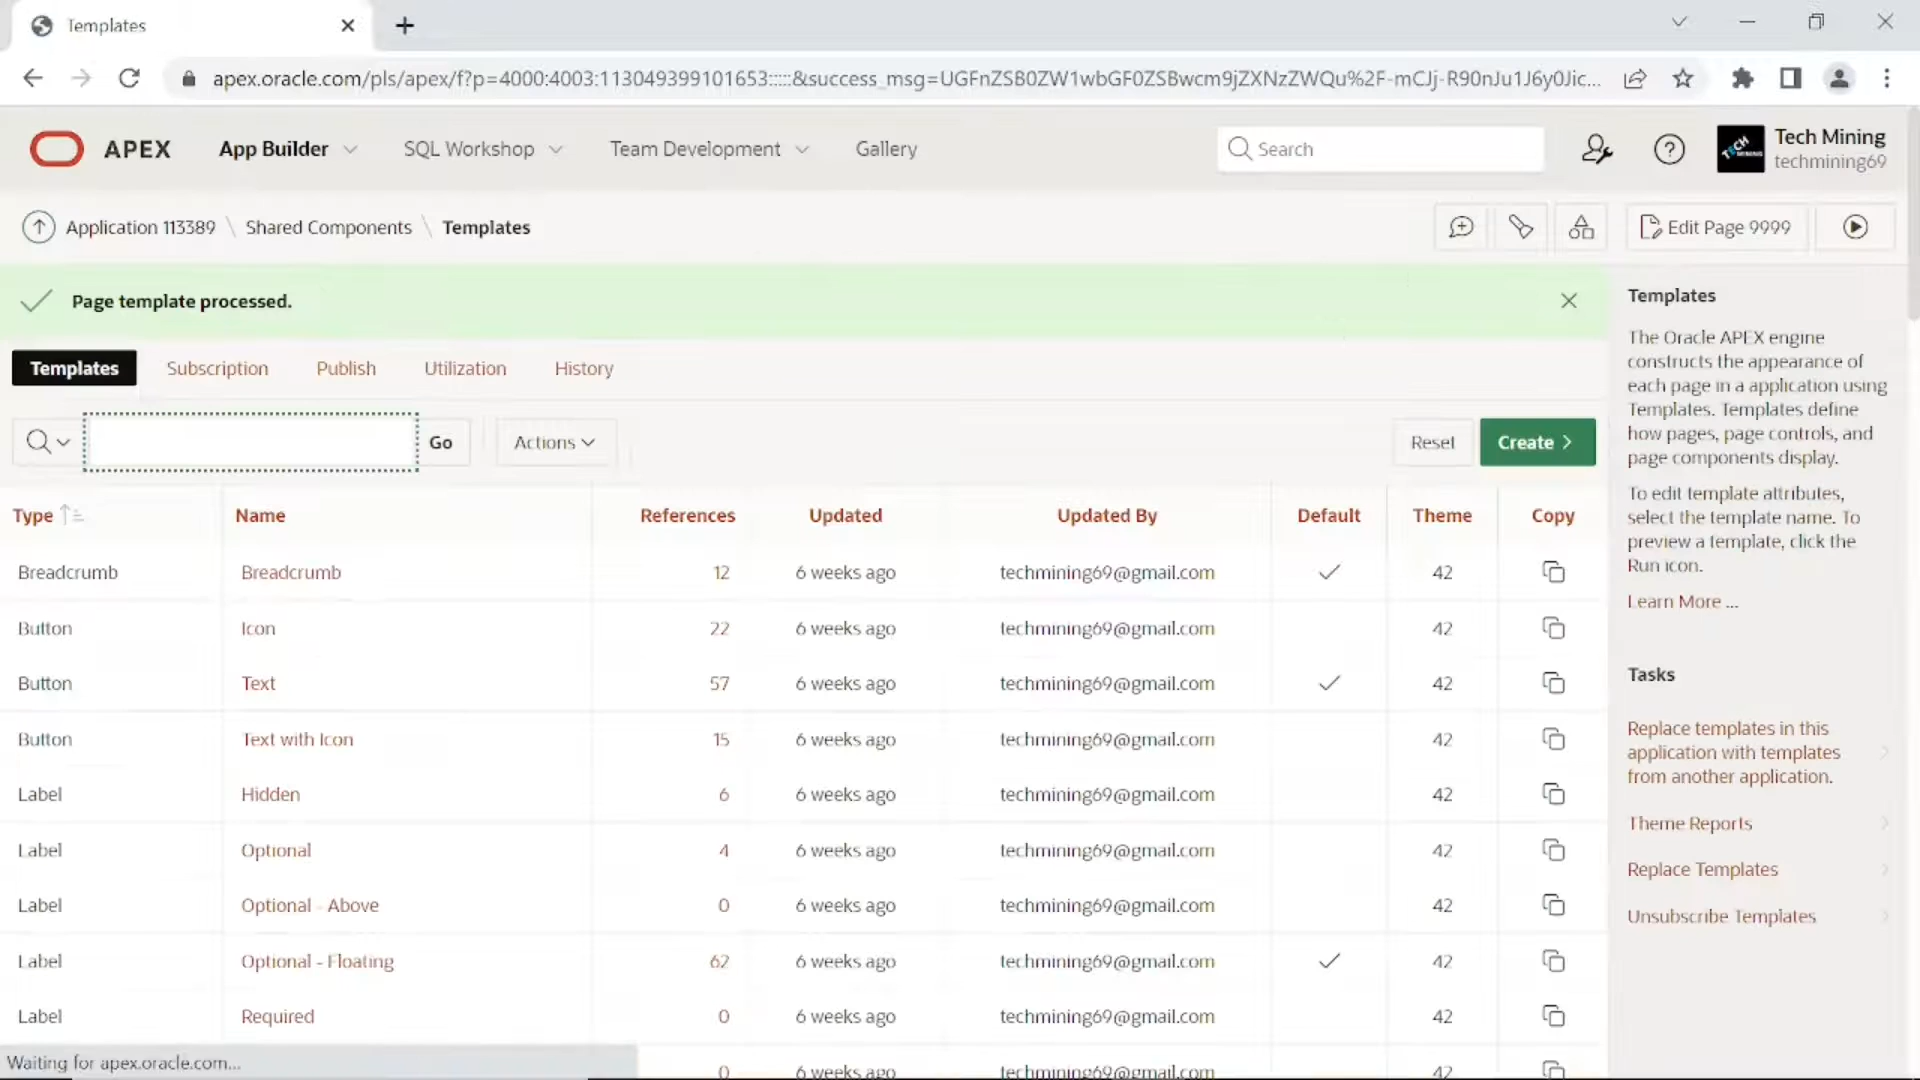 Templates
apex.oracle.com/pls/apex/f?p=4000:4003:113049399101653:::::&success_msg=UGFnZSB0ZW1wbGF0ZSBwcm9jZXNzZWQu%2F-mCJj-R90nJu1J6y0Jic...
APEX App Builder SQL Workshop Team Development Gallery Search Tech Mining
techmining69
Application 113389 \ Shared Components \ Templates Edit Page 9999
Page template processed.
Templates Subscription Publish Utilization History
Go Actions Reset Create
Type Name References Updated Updated By Default Theme Copy
Breadcrumb Breadcrumb 12 6 weeks ago techmining69@gmail.com 42
Button Icon 22 6 weeks ago techmining69@gmail.com 42
Button Text 57 6 weeks ago techmining69@gmail.com 42
Button Text with Icon 15 6 weeks ago techmining69@gmail.com 42
Label Hidden 6 6 weeks ago techmining69@gmail.com 42
Label Optional 4 6 weeks ago techmining69@gmail.com 42
Label Optional - Above 0 6 weeks ago techmining69@gmail.com 42
Label Optional - Floating 62 6 weeks ago techmining69@gmail.com 42
Label Required 0 6 weeks ago techmining69@gmail.com 42
0 6 weeks ago techmining69@gmail.com 42
Templates
The Oracle APEX engine
constructs the appearance of
each page in a application using
Templates. Templates define
how pages, page controls, and
page components display.
To edit template attributes,
select the template name. To
preview a template, click the
Run icon.
Learn More ...
Tasks
Replace templates in this
application with templates
from another application.
Theme Reports
Replace Templates
Unsubscribe Templates
Waiting for apex.oracle.com...